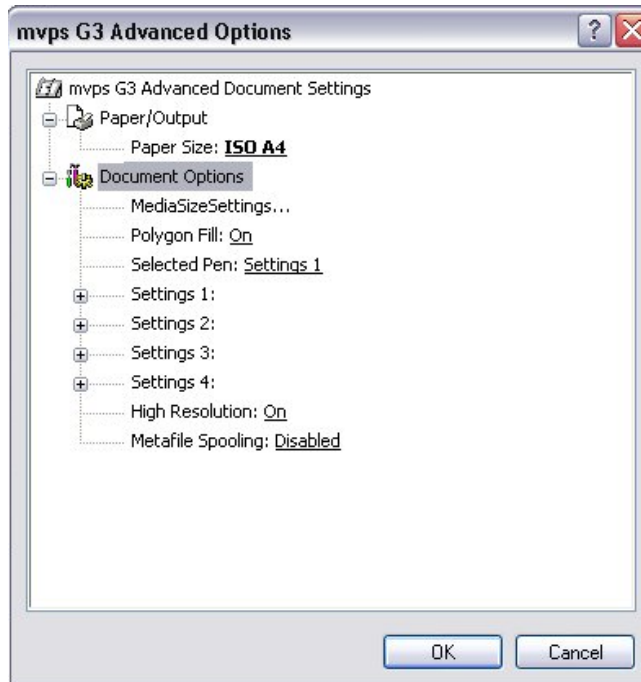 mvps G3 Advanced Options
mvps G3 Advanced Document Settings
Paper/Output
Paper Size: ISO A4
Document Options
MediaSizeSettings...
Polygon Fill: On
Selected Pen: Settings 1
Settings 1:
Settings 2:
Settings 3:
Settings 4:
High Resolution: On
Metafile Spooling: Disabled
OK
Cancel